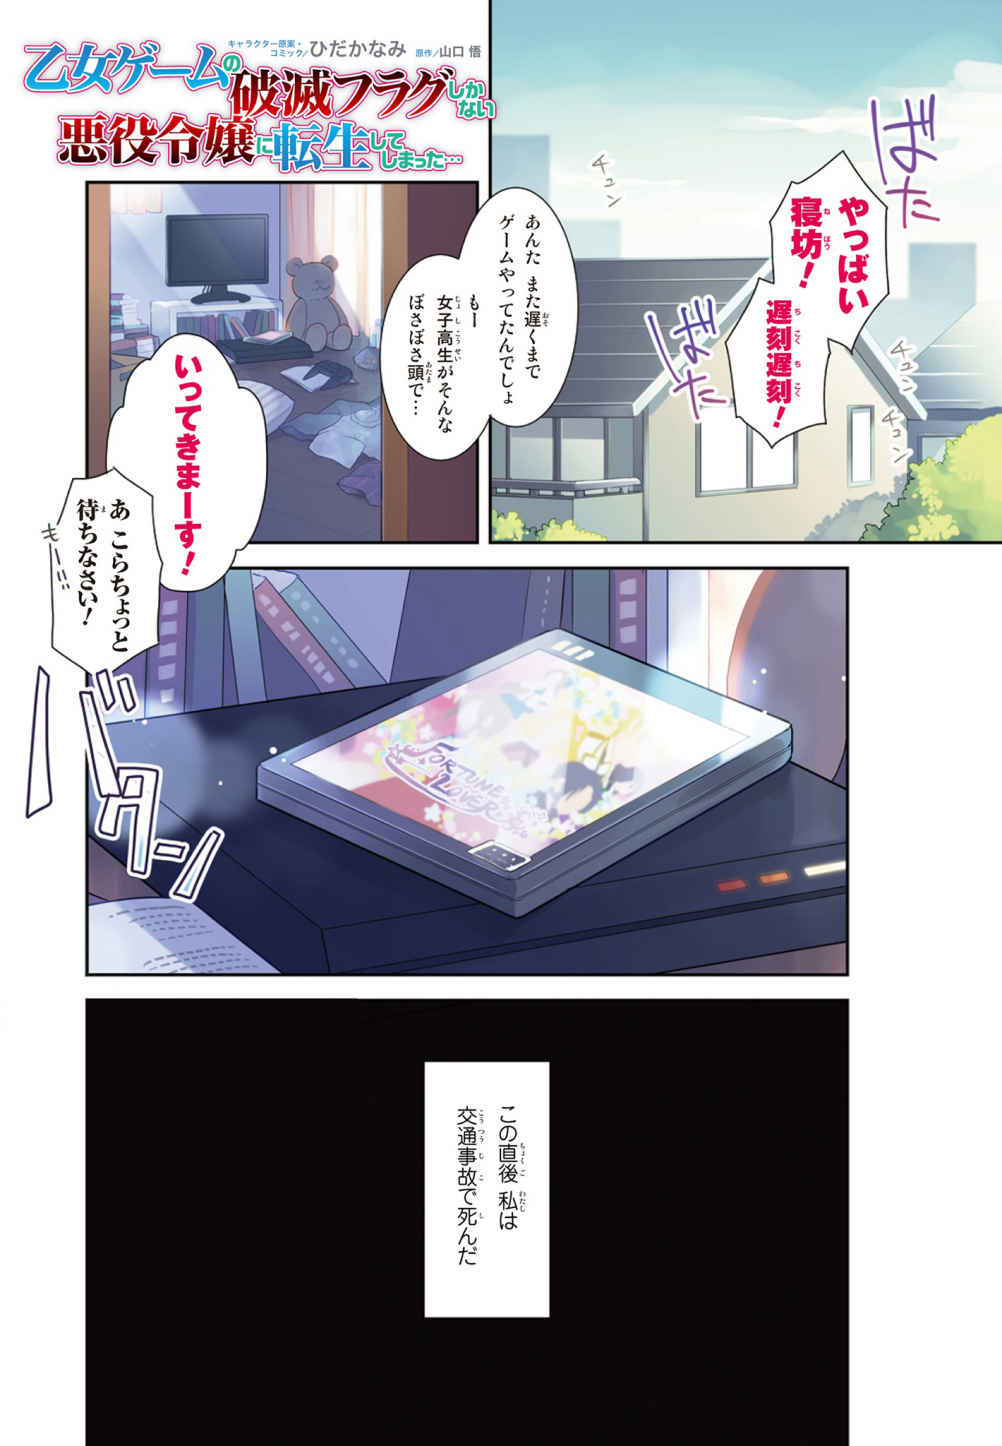 キャラクター原案・
コミック/ひだかなみ 原作/山口 悟
乙女ゲームの
破滅フラグしか
ない
悪役令嬢に転生して
しまった…
ばた
チュン
やっばい
寝坊!
遅刻遅刻!
ばた
チュン
チュン
あんた また遅くまで
ゲームやってたんでしょ
もー
女子高生がそんな
ぼさぼさ頭で…
いってきまーす!
あ こらちょっと
待ちなさい!
もー!!!
バターン
FORTUNE
LOVER
この直後 私は
交通事故で死んだ